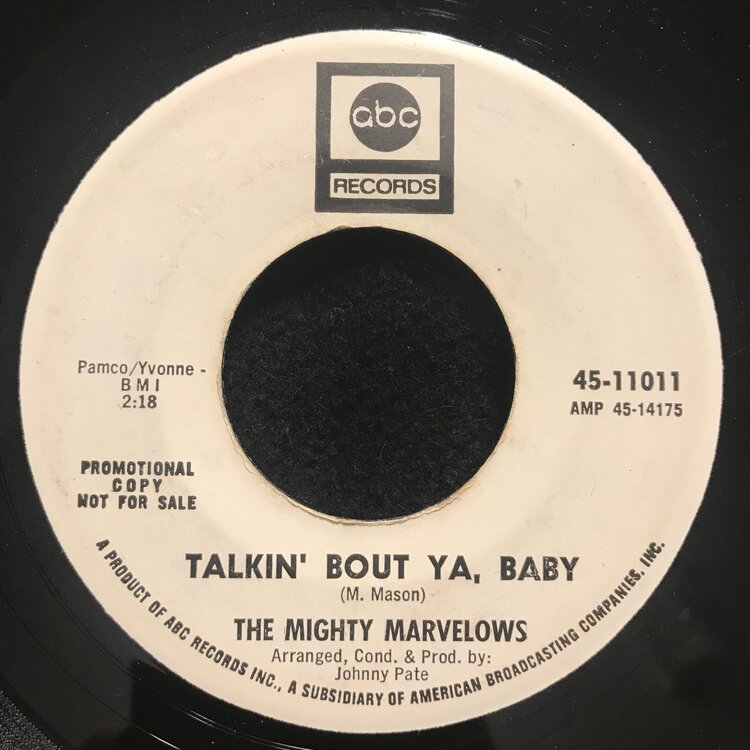 abc
RECORDS
Pamco/Yvonne -
BMI
2:18
45-11011
AMP 45-14175
PROMOTIONAL
COPY
NOT FOR SALE
TALKIN' BOUT YA, BABY
(M. Mason)
THE MIGHTY MARVELOWS
Arranged, Cond. & Prod. by:
Johnny Pate
A PRODUCT OF ABC RECORDS INC., A SUBSIDIARY OF AMERICAN BROADCASTING COMPANIES, INC.